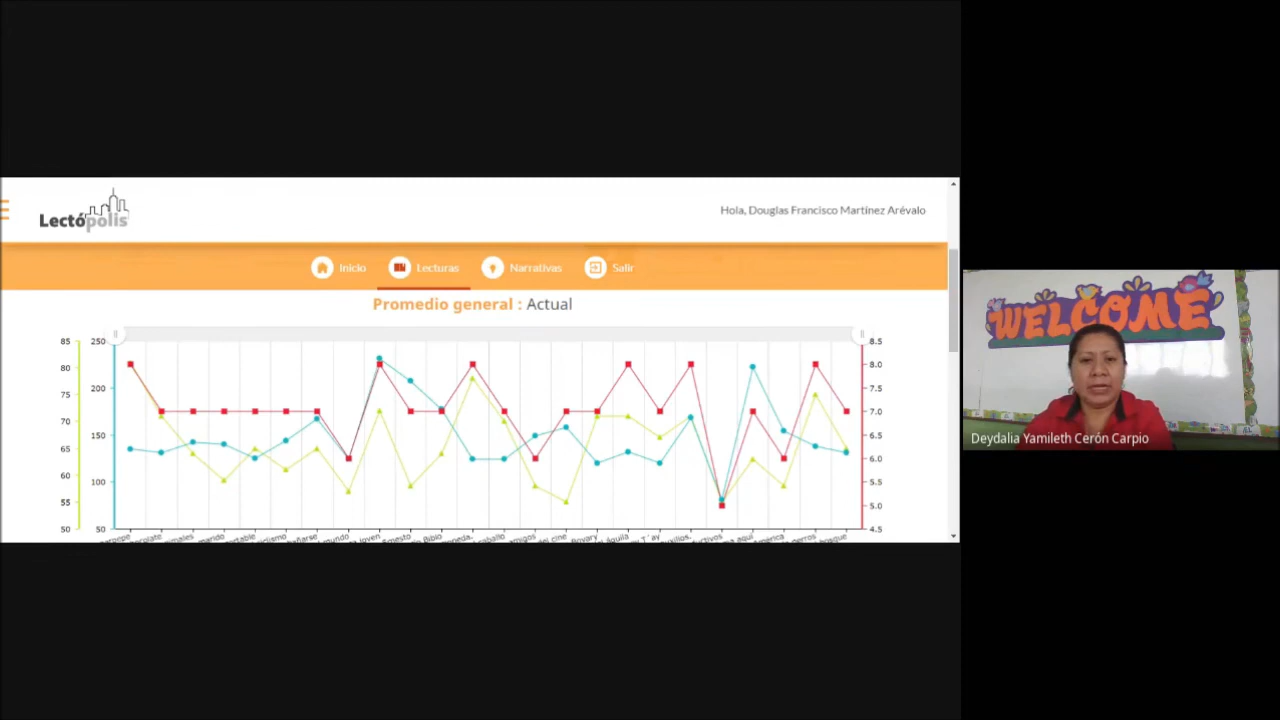 Lectópolis
Hola, Douglas Francisco Martínez Arévalo
Inicio
Lecturas
Narrativas
Salir
Promedio general : Actual
85
80
75
70
65
60
55
50
250
200
150
100
50
8.5
8.0
7.5
7.0
6.5
6.0
5.5
5.0
4.5
WELCOME
Deydalia Yamileth Cerón Carpio